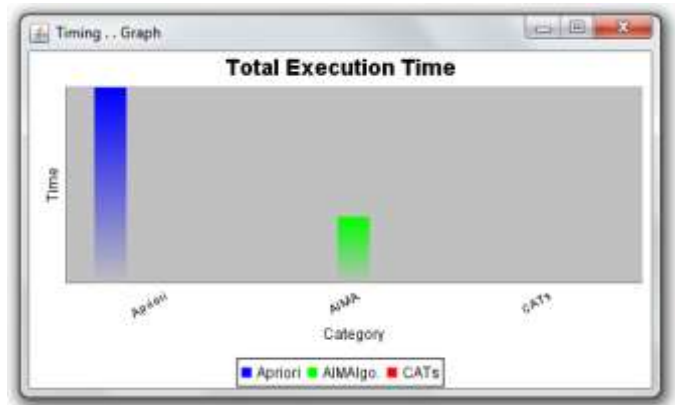 Timing . . Graph
Total Execution Time
Time
Apriori
AIMA
cATs
Category
Apriori AIMAlgo. CATs